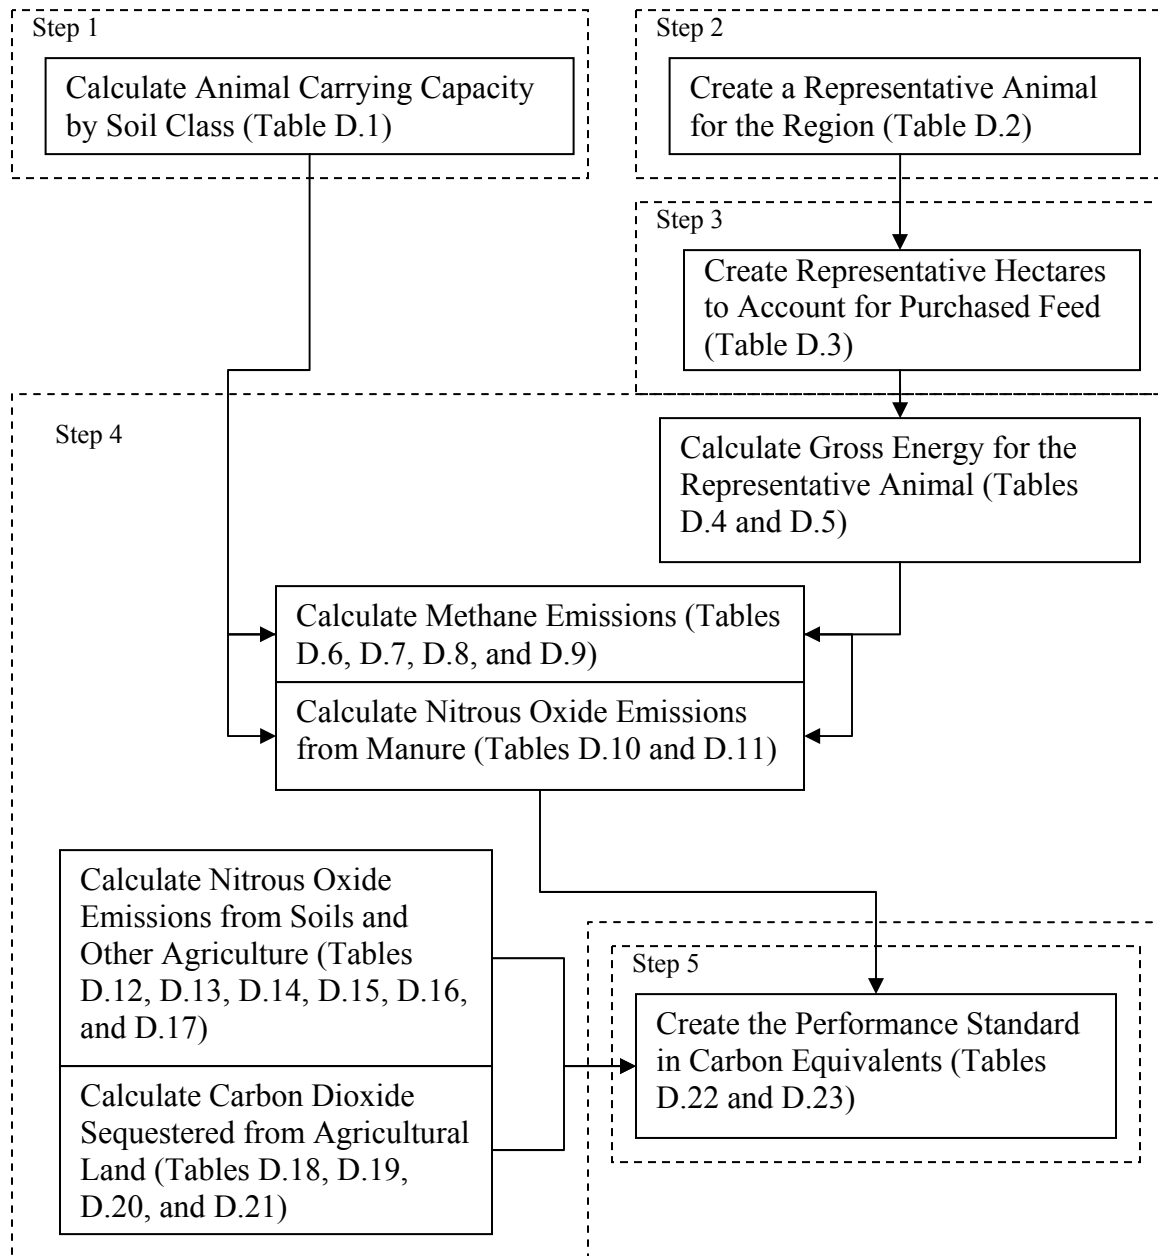 Step 1
Calculate Animal Carrying Capacity
by Soil Class (Table D.1)
Step 2
Create a Representative Animal
for the Region (Table D.2)
Step 3
Create Representative Hectares
to Account for Purchased Feed
(Table D.3)
Step 4
Calculate Gross Energy for the
Representative Animal (Tables
D.4 and D.5)
Calculate Methane Emissions (Tables
D.6, D.7, D.8, and D.9)
Calculate Nitrous Oxide Emissions
from Manure (Tables D.10 and D.11)
Calculate Nitrous Oxide
Emissions from Soils and
Other Agriculture (Tables
D.12, D.13, D.14, D.15, D.16,
and D.17)
Calculate Carbon Dioxide
Sequestered from Agricultural
Land (Tables D.18, D.19,
D.20, and D.21)
Step 5
Create the Performance Standard
in Carbon Equivalents (Tables
D.22 and D.23)